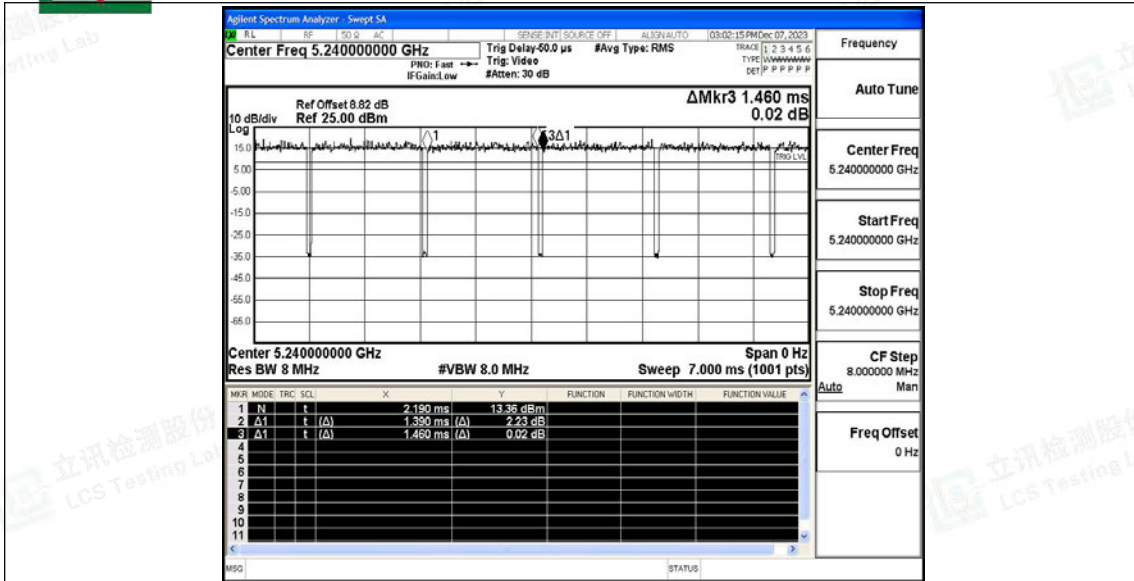 Agilent Spectrum Analyzer - Swept SA
RL RF 50 Ω AC SENSE:INT SOURCE OFF ALIGNAUTO 03:02:15 PM Dec 07, 2023
Center Freq 5.240000000 GHz
PNO: Fast
IFGain:Low
Trig Delay-50.0 µs
Trig: Video
#Atten: 30 dB
#Avg Type: RMS
TRACE 1 2 3 4 5 6
TYPE WWWWWW
DET P P P P P P
Frequency
Auto Tune
Center Freq
5.240000000 GHz
Start Freq
5.240000000 GHz
Stop Freq
5.240000000 GHz
CF Step
8.000000 MHz
Auto Man
Freq Offset
0 Hz
ΔMkr3 1.460 ms
0.02 dB
Ref Offset 8.82 dB
10 dB/div Ref 25.00 dBm
Log
1
3Δ1
TRIG LVL
15.0
5.00
-5.00
-15.0
-25.0
-35.0
-45.0
-55.0
-65.0
Center 5.240000000 GHz Span 0 Hz
Res BW 8 MHz #VBW 8.0 MHz Sweep 7.000 ms (1001 pts)
MKR MODE TRC SCL X Y FUNCTION FUNCTION WIDTH FUNCTION VALUE
1 N t 2.190 ms 13.36 dBm
2 Δ1 t (Δ) 1.390 ms (Δ) 2.23 dB
3 Δ1 t (Δ) 1.460 ms (Δ) 0.02 dB
4
5
6
7
8
9
10
11
MSG STATUS
立讯检测股份
LCS Testing Lab
立讯检测股份
LCS Testing L